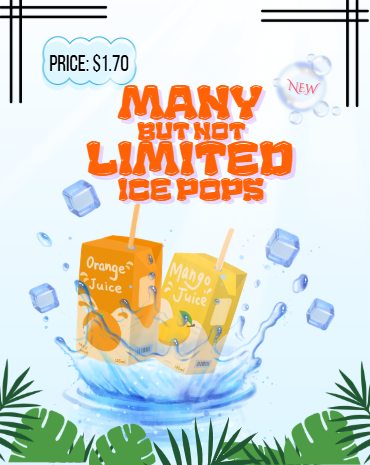 PRICE: $1.70
NEW
MANY
BUT NOT
LIMITED
ICE POPS
Orange
Juice
Mango
Juice